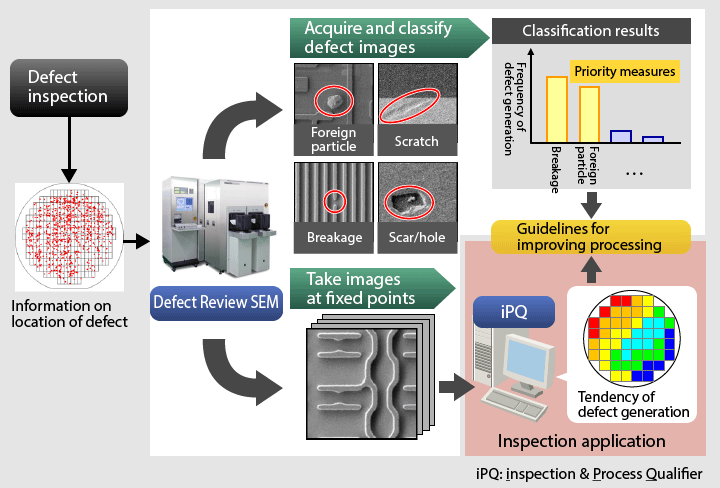 Defect
inspection
Information on
location of defect
Defect Review SEM
Acquire and classify
defect images
Foreign
particle
Scratch
Breakage
Scar/hole
Take images
at fixed points
Classification results
Frequency of
defect generation
Priority measures
Breakage
Foreign
particle
...
Guidelines for
improving processing
iPQ
Tendency of
defect generation
Inspection application
iPQ: Inspection & Process Qualifier